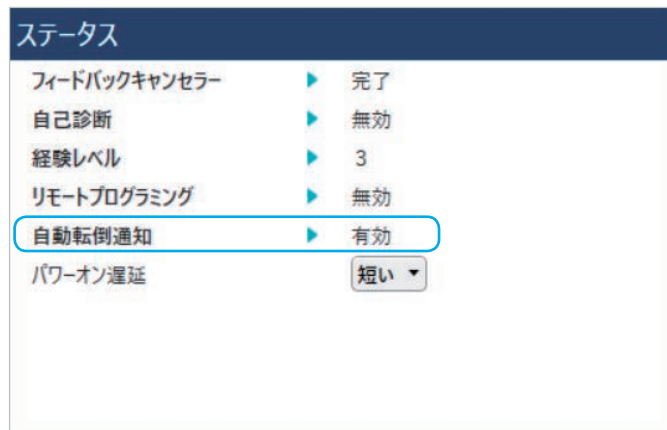 ステータス
フィードバックキャンセラー ▶ 完了
自己診断 ▶ 無効
経験レベル ▶ 3
リモートプログラミング ▶ 無効
自動転倒通知 ▶ 有効
パワーオン遅延 短い ▼